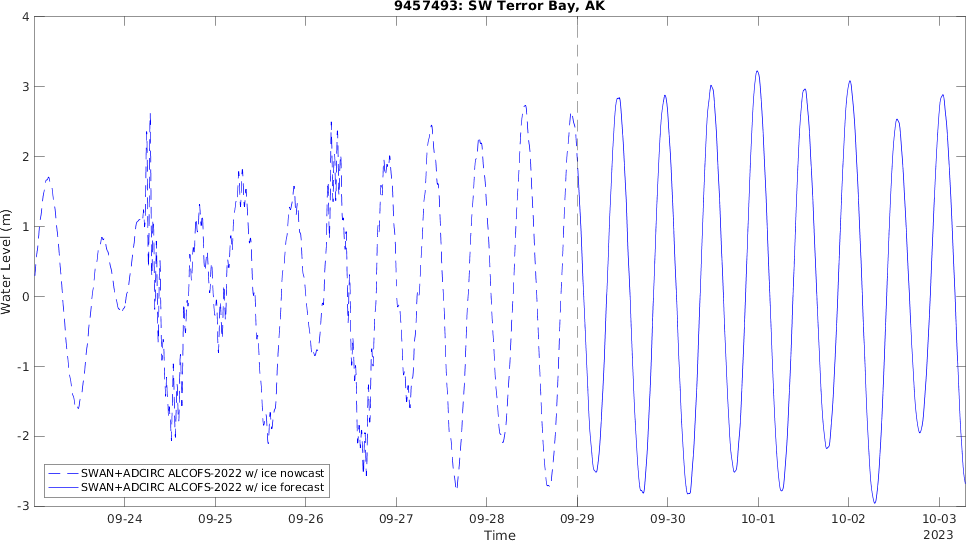 9457493: SW Terror Bay, AK
Water Level (m)
4
3
2
1
0
-1
-2
-3
SWAN+ADCIRC ALCOFS-2022 w/ ice nowcast
SWAN+ADCIRC ALCOFS-2022 w/ ice forecast
09-24 09-25 09-26 09-27 09-28 09-29 09-30 10-01 10-02 10-03
2023
Time